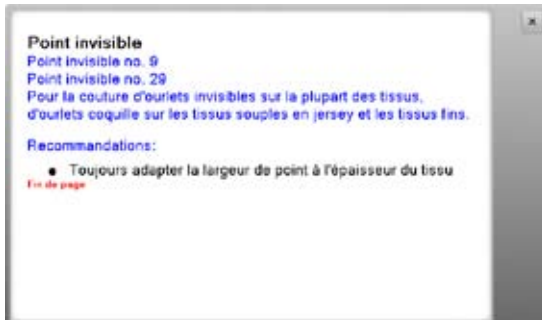 Point invisible
Point invisible no. 9
Point invisible no. 29
Pour la couture d'ourlets invisibles sur la plupart des tissus,
d'ourlets coquille sur les tissus souples en jersey et les tissus fins.
Recommandations:
• Toujours adapter la largeur de point à l'épaisseur du tissu
Fin de page